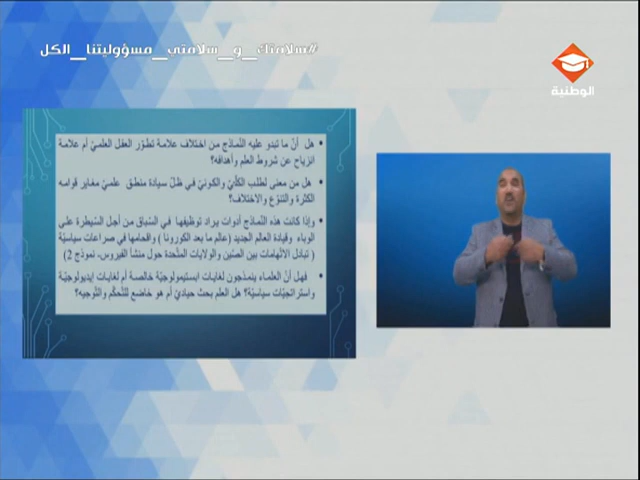 #سلامتك_و_سلامتي_مسؤوليتنا_الكل
الوطنية
• هل أنّ ما تبدو عليه النّماذج من اختلاف علامة تطوّر العقل العلميّ أم علامة
انزياح عن شروط العلم وأهدافه؟
• هل من معنى لطلب الكلّيّ والكونيّ في ظلّ سيادة منطق علميّ مغاير قوامه
الكثرة والتنوّع والاختلاف؟
• وإذا كانت هذه النّماذج أدوات يراد توظيفها في السّباق من أجل السّيطرة على
الوباء وقيادة العالم الجديد (عالم ما بعد الكورونا) واقحامها في صراعات سياسيّة
( تبادل الاتّهامات بين الصّين والولايات المتّحدة حول منشأ الفيروس، نموذج 2)
• فهل أنّ العلماء ينمذجون لغايات ابستيمولوجيّة خالصة أم لغايات إيديولوجيّة
واستراتيجيّات سياسيّة؟ هل العلم بحث حياديّ أم هو خاضع للتّحكّم والتّوجيه؟